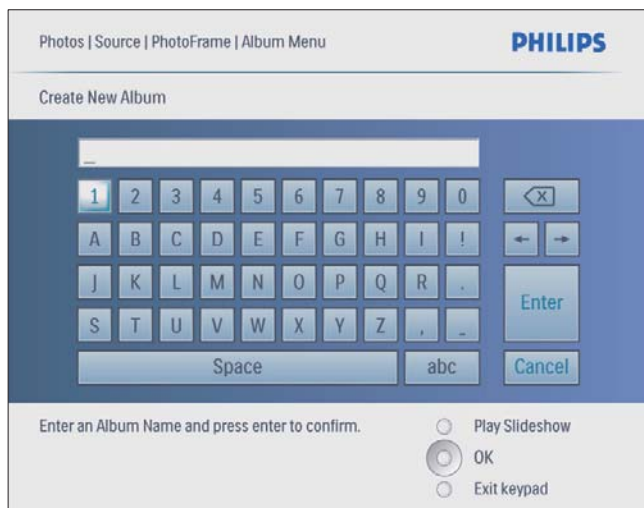 Photos | Source | PhotoFrame | Album Menu
PHILIPS
Create New Album
_
1 2 3 4 5 6 7 8 9 0
A B C D E F G H I !
← →
J K L M N O P Q R .
Enter
S T U V W X Y Z , _
Space abc Cancel
Enter an Album Name and press enter to confirm.
Play Slideshow
OK
Exit keypad